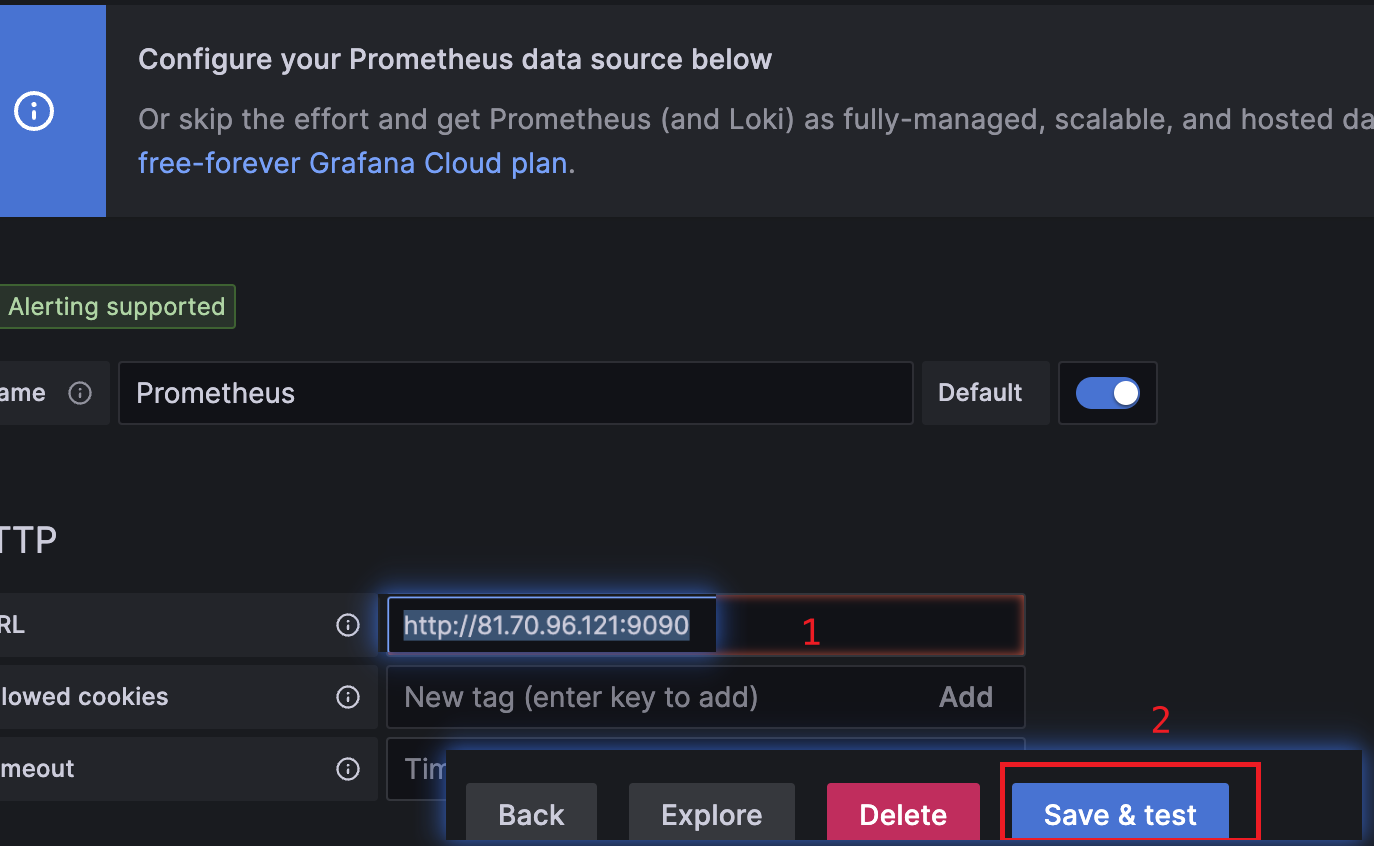 Configure your Prometheus data source below
Or skip the effort and get Prometheus (and Loki) as fully-managed, scalable, and hosted da
free-forever Grafana Cloud plan.
Alerting supported
ame
Prometheus
Default
TTP
RL
http://81.70.96.121:9090
1
lowed cookies
New tag (enter key to add)
Add
2
meout
Tim
Back
Explore
Delete
Save & test